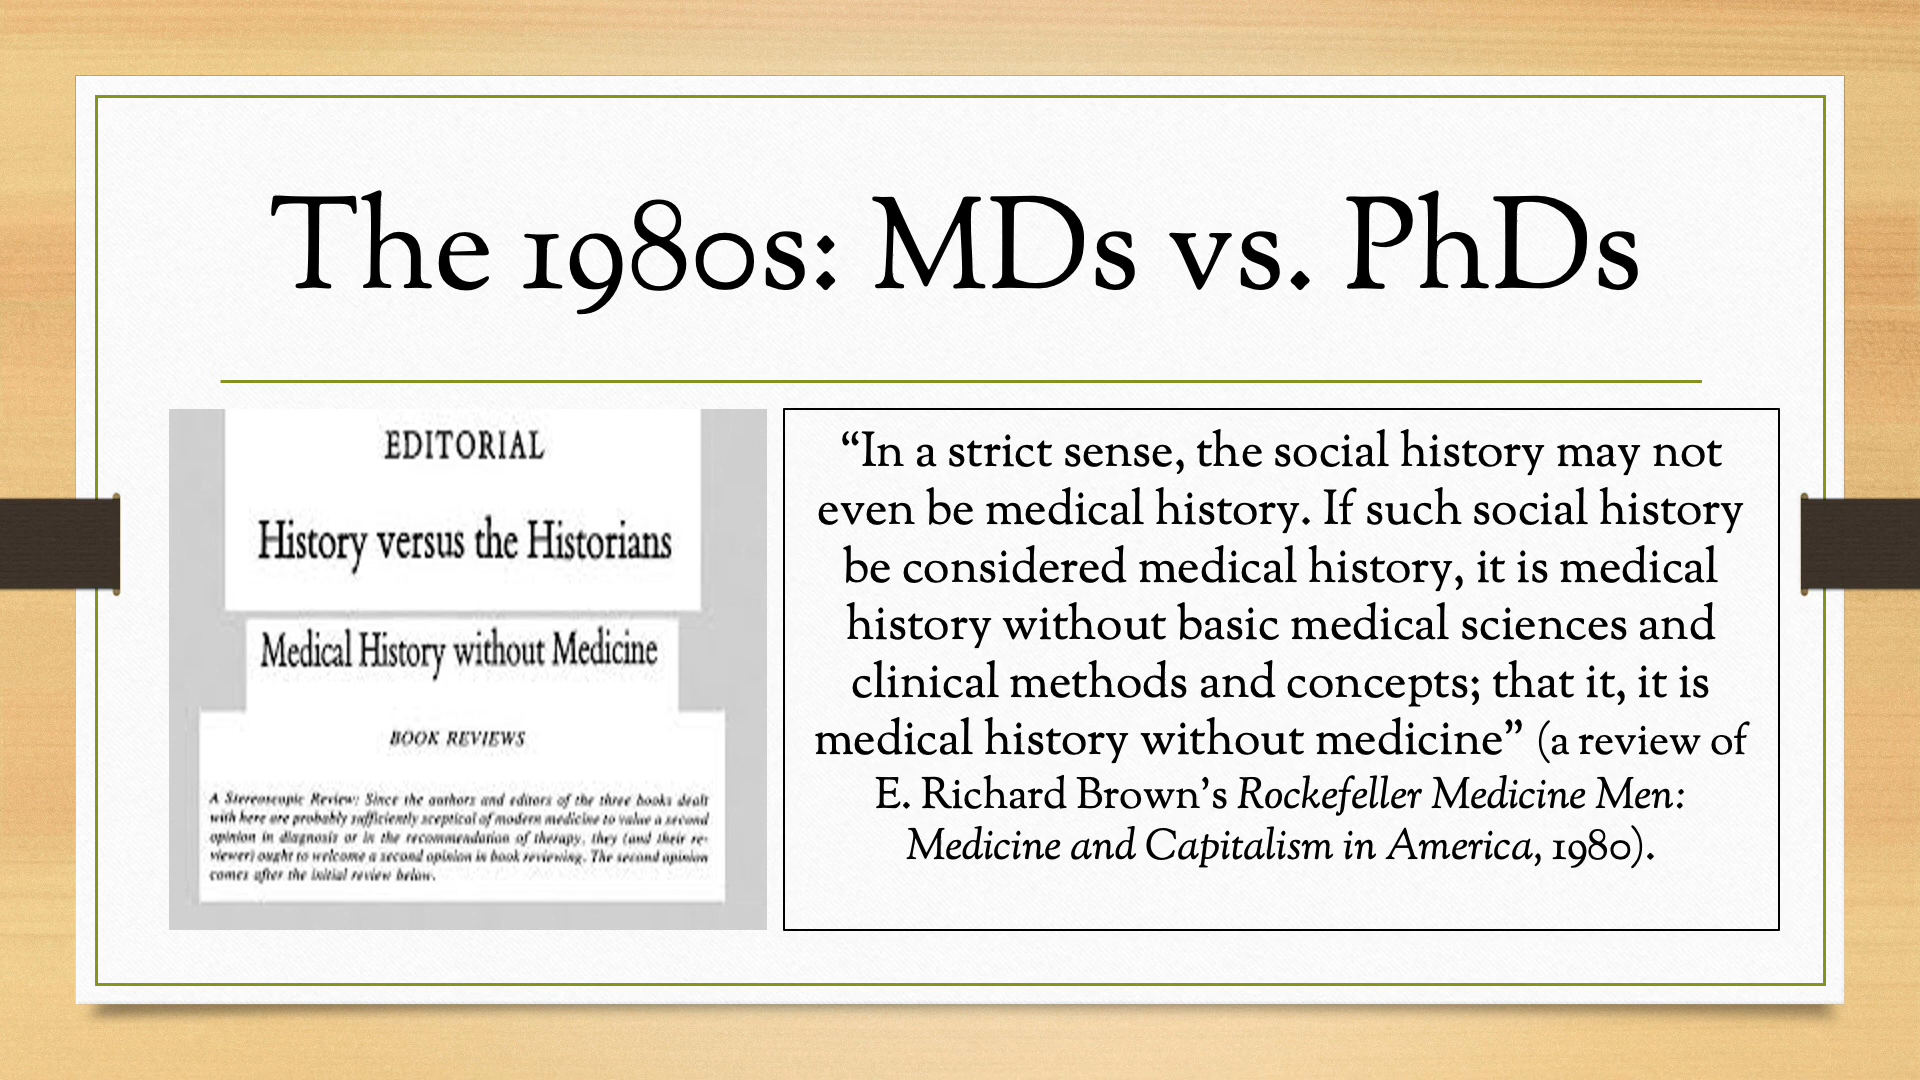 The 1980s: MDs vs. PhDs
EDITORIAL
History versus the Historians
Medical History without Medicine
BOOK REVIEWS
A Stereoscopic Review: Since the authors and editors of the three books dealt
with here are probably sufficiently sceptical of modern medicine to value a second
opinion in diagnosis or in the recommendation of therapy, they (and their re-
viewer) ought to welcome a second opinion in book reviewing. The second opinion
comes after the initial review below.
“In a strict sense, the social history may not
even be medical history. If such social history
be considered medical history, it is medical
history without basic medical sciences and
clinical methods and concepts; that it, it is
medical history without medicine” (a review of
E. Richard Brown’s Rockefeller Medicine Men:
Medicine and Capitalism in America, 1980).